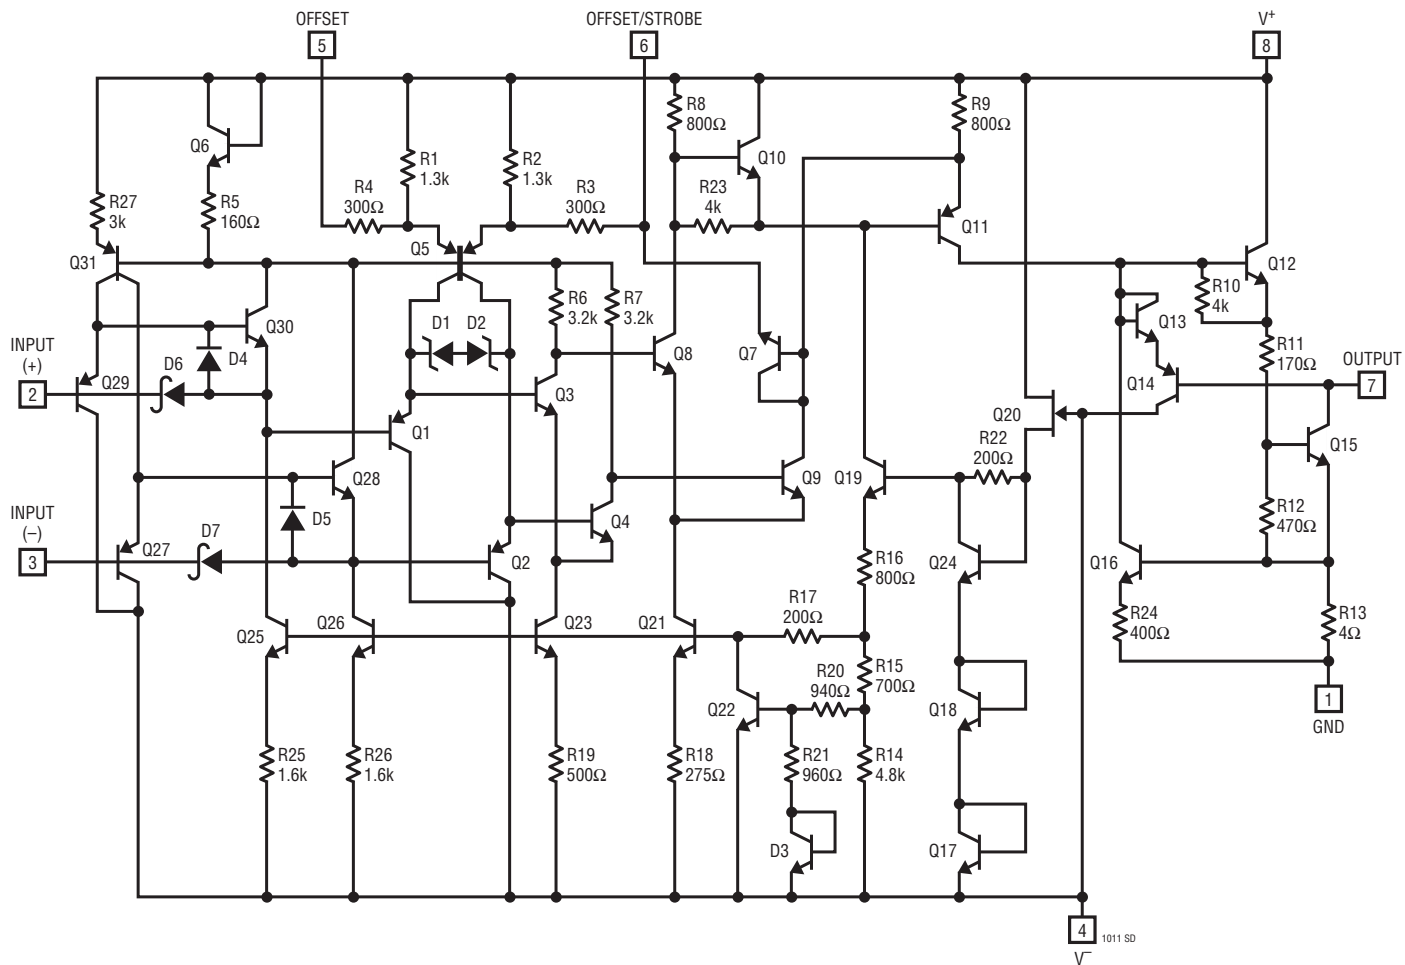 OFFSET
5
OFFSET/STROBE
6
V+
8
R8
800Ω
R9
800Ω
Q6
Q10
R1
1.3k
R2
1.3k
R4
300Ω
R3
300Ω
R23
4k
R27
3k
R5
160Ω
Q5
Q11
Q31
Q12
R6
3.2k
R7
3.2k
R10
4k
Q30
D1
D2
Q13
INPUT
(+)
2
D6
D4
Q8
Q7
R11
170Ω
OUTPUT
7
Q29
Q3
Q14
Q1
Q20
R22
200Ω
Q15
Q28
Q9
Q19
INPUT
(–)
3
D7
D5
Q4
R12
470Ω
Q27
Q2
Q24
Q16
R16
800Ω
R17
200Ω
R24
400Ω
R13
4Ω
Q25
Q26
Q23
Q21
R20
940Ω
R15
700Ω
Q22
Q18
1
GND
R25
1.6k
R26
1.6k
R19
500Ω
R18
275Ω
R21
960Ω
R14
4.8k
D3
Q17
4
1011 SD
V–